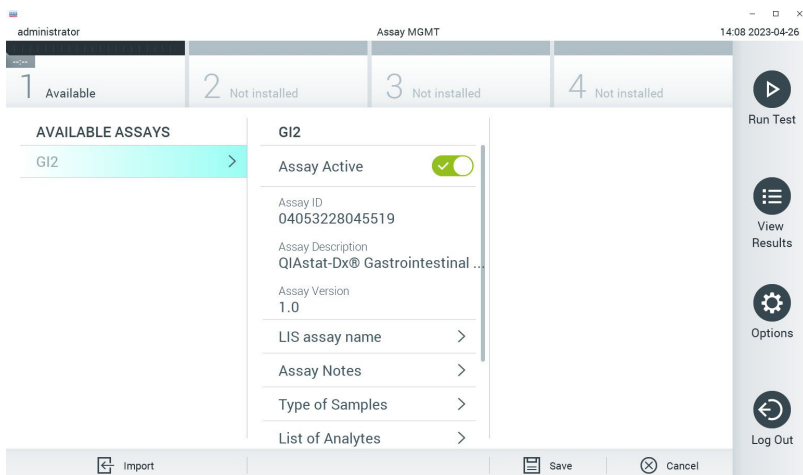 administrator Assay MGMT 14:08 2023-04-26
--:--
1 Available 2 Not installed 3 Not installed 4 Not installed
Run Test
AVAILABLE ASSAYS
GI2
GI2
Assay Active
Assay ID
04053228045519
Assay Description
QIAstat-Dx® Gastrointestinal ...
Assay Version
1.0
LIS assay name
Assay Notes
Type of Samples
List of Analytes
View
Results
Options
Log Out
Import Save Cancel